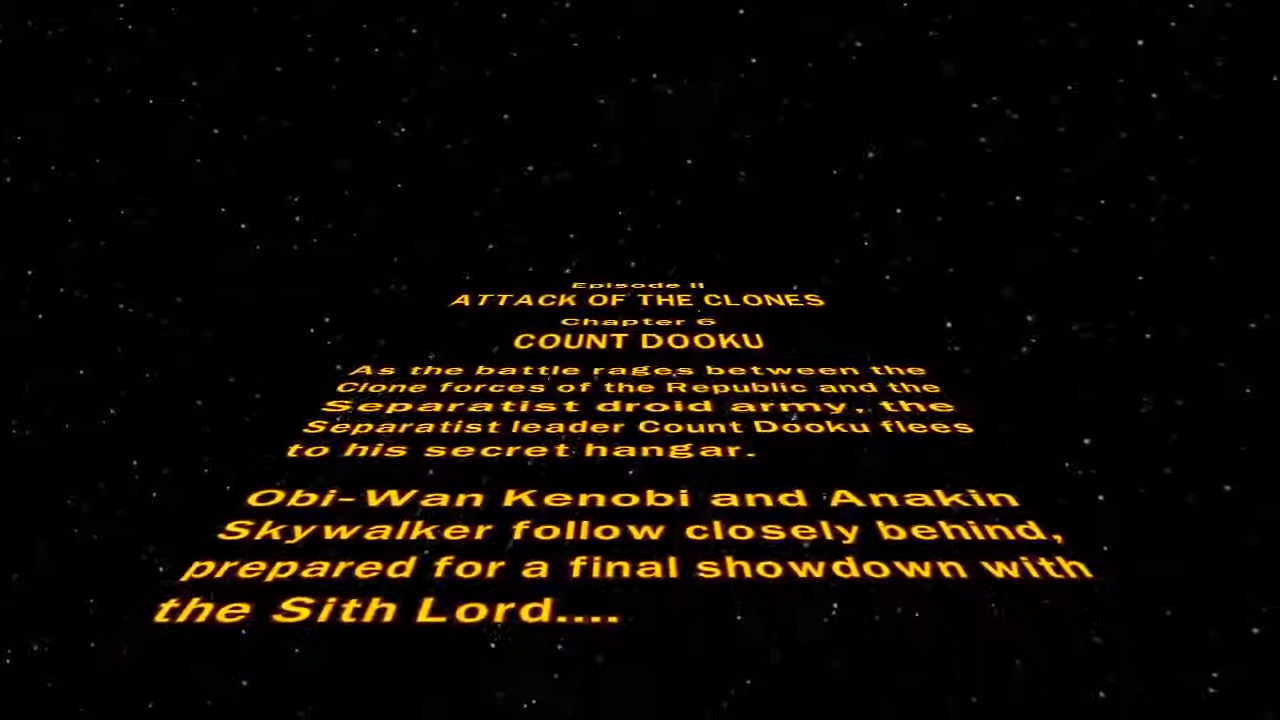 Episode II
ATTACK OF THE CLONES
Chapter 6
COUNT DOOKU
As the battle rages between the
Clone forces of the Republic and the
Separatist droid army, the
Separatist leader Count Dooku flees
to his secret hangar.
Obi-Wan Kenobi and Anakin
Skywalker follow closely behind,
prepared for a final showdown with
the Sith Lord....